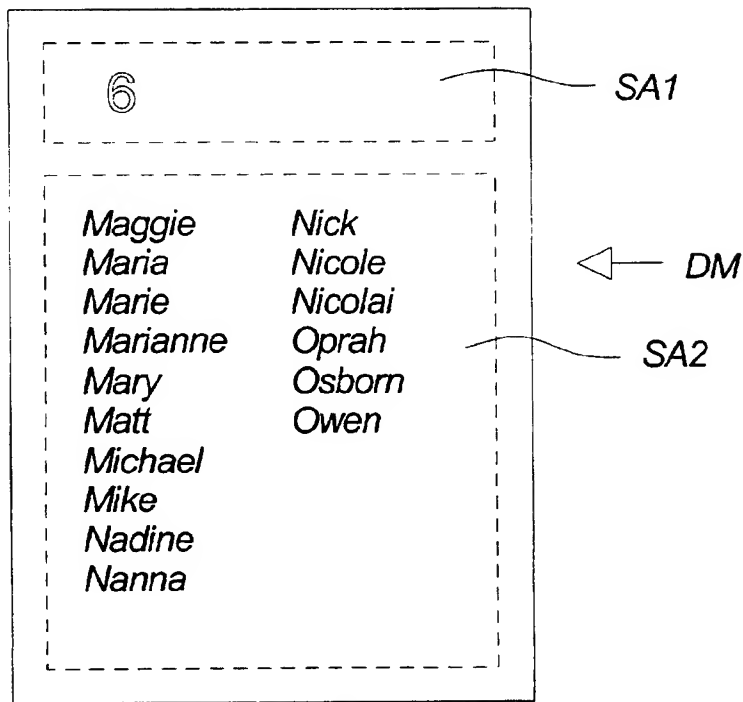 6
SA1
Maggie
Maria
Marie
Marianne
Mary
Matt
Michael
Mike
Nadine
Nanna
Nick
Nicole
Nicolai
Oprah
Osborn
Owen
DM
SA2